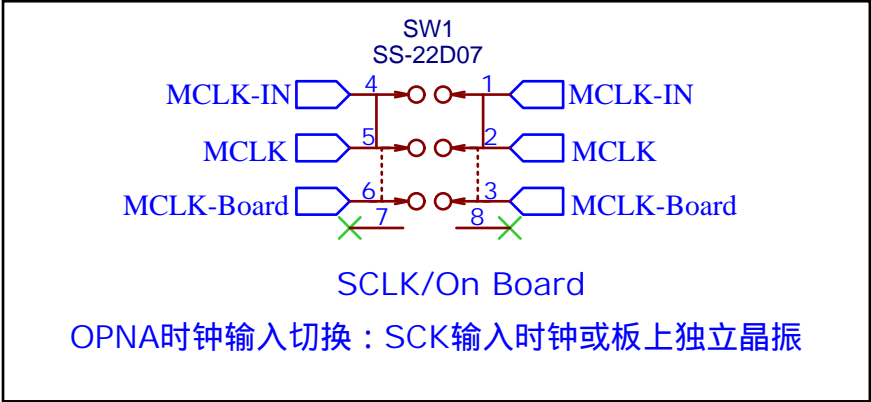 SW1
SS-22D07
MCLK-IN 4 1 MCLK-IN
MCLK 5 2 MCLK
MCLK-Board 6 3 MCLK-Board
7 8
SCLK/On Board
OPNA时钟输入切换：SCK输入时钟或板上独立晶振